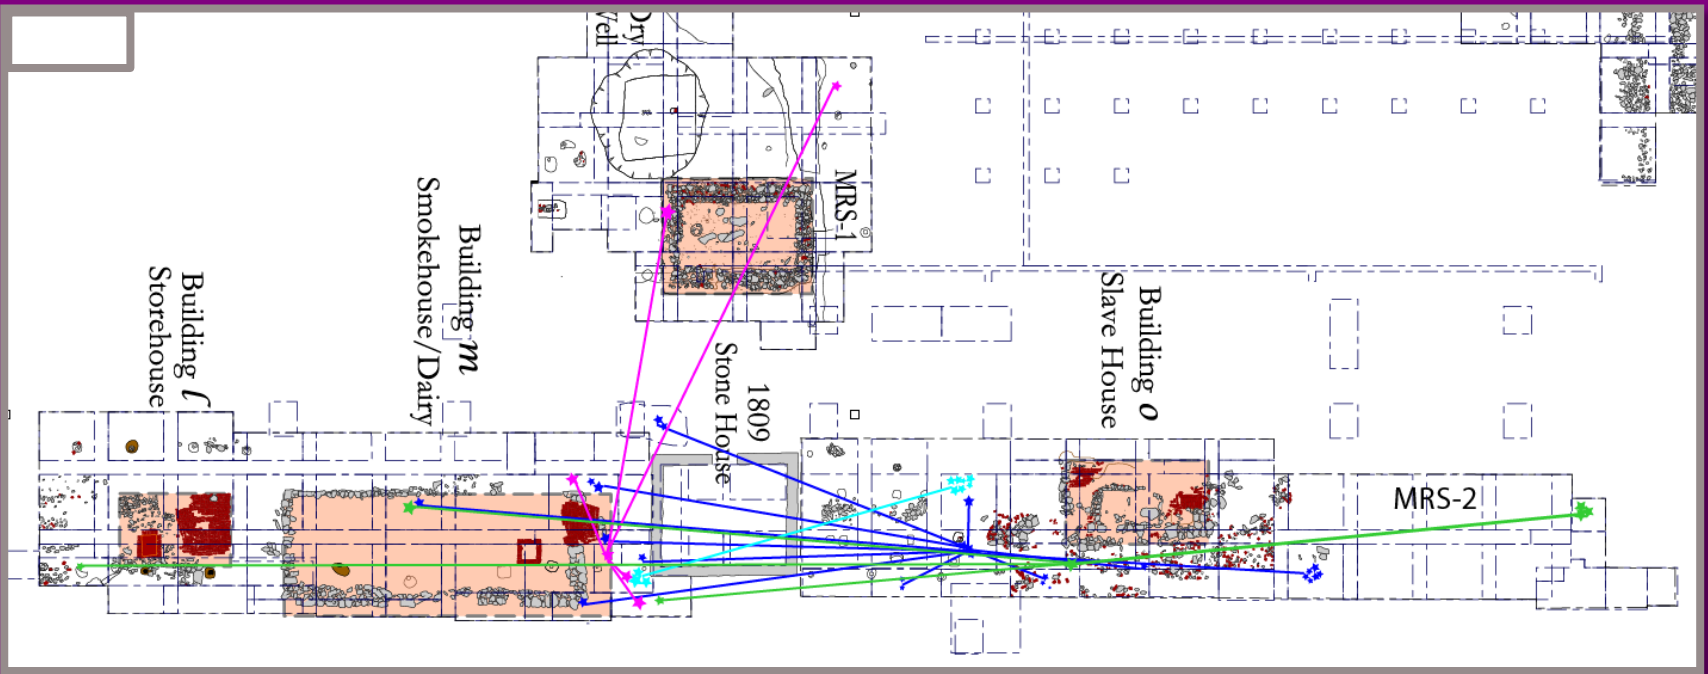 Dry
Well
MRS-1
Building m
Smokehouse/Dairy
Building l
Storehouse
1809
Stone House
Building o
Slave House
MRS-2